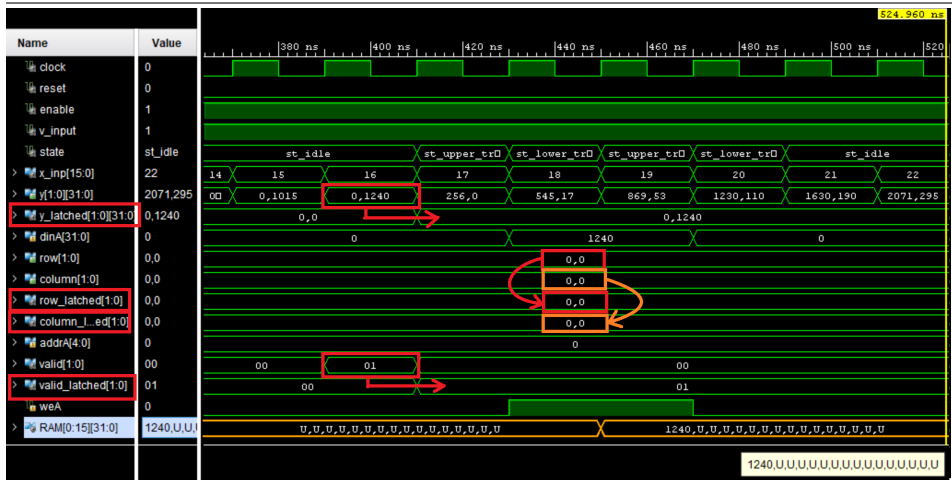 524.960 ns
Name Value
380 ns 400 ns 420 ns 440 ns 460 ns 480 ns 500 ns 520
clock 0
reset 0
enable 1
v_input 1
state st_idle st_idle st_upper_tr st_lower_tr st_upper_tr st_lower_tr st_idle
x_inp[15:0] 22 14 15 16 17 18 19 20 21 22
y[1:0][31:0] 2071,295 0,1015 0,1240 256,0 545,17 869,53 1230,110 1630,190 2071,295
y_latched[1:0][31:0] 0,1240 0,0 0,1240
dinA[31:0] 0 0 1240 0
row[1:0] 0,0 0,0
column[1:0] 0,0 0,0
row_latched[1:0] 0,0 0,0
column_l...ed[1:0] 0,0 0,0
addrA[4:0] 0 0
valid[1:0] 00 00 01 00
valid_latched[1:0] 01 00 01
weA 0
RAM[0:15][31:0] 1240,U,U,U U,U,U,U,U,U,U,U,U,U,U,U,U,U,U,U 1240,U,U,U,U,U,U,U,U,U,U,U,U,U,U,U
1240,U,U,U,U,U,U,U,U,U,U,U,U,U,U,U